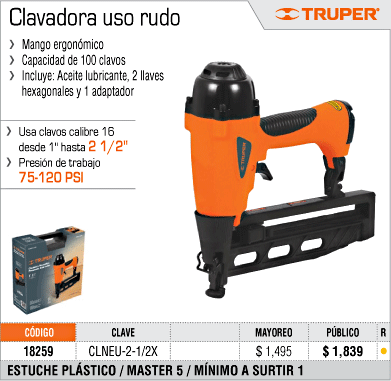 Clavadora uso rudo
TRUPER®
Mango ergonómico
Capacidad de 100 clavos
Incluye: Aceite lubricante, 2 llaves
hexagonales y 1 adaptador
Usa clavos calibre 16
desde 1" hasta 2 1/2"
Presión de trabajo
75-120 PSI
TRUPER
TRUPER
CÓDIGO CLAVE MAYOREO PÚBLICO R
18259 CLNEU-2-1/2X $ 1,495 $ 1,839
ESTUCHE PLÁSTICO / MASTER 5 / MÍNIMO A SURTIR 1